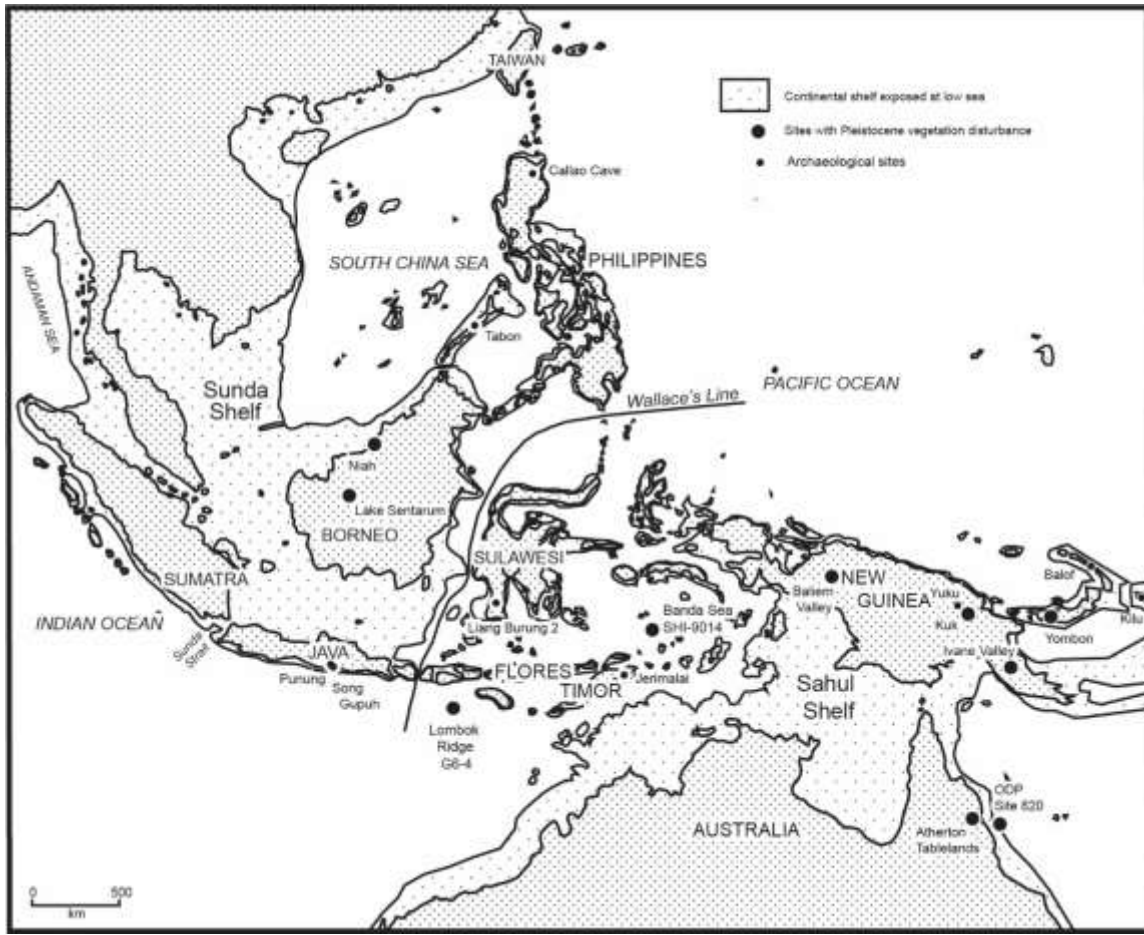 TAIWAN
Continental shelf exposed at low sea
Sites with Pleistocene vegetation disturbance
Archaeological sites
Callao Cave
SOUTH CHINA SEA
PHILIPPINES
ANDAMAN SEA
Tabon
PACIFIC OCEAN
Sunda
Shelf
Wallace's Line
Niah
Lake Sentarum
BORNEO
SULAWESI
SUMATRA
NEW
GUINEA
Baliem
Valley
Yuku
Kuk
Balof
Kilu
Yombon
Ivane Valley
INDIAN OCEAN
Sunda
Strait
Liang Burung 2
Banda Sea
SHI-9014
JAVA
Punung
Song
Gupuh
FLORES
TIMOR
Jerimalai
Sahul
Shelf
Lombok
Ridge
G6-4
ODP
Site 820
AUSTRALIA
Atherton
Tablelands
0 500
km